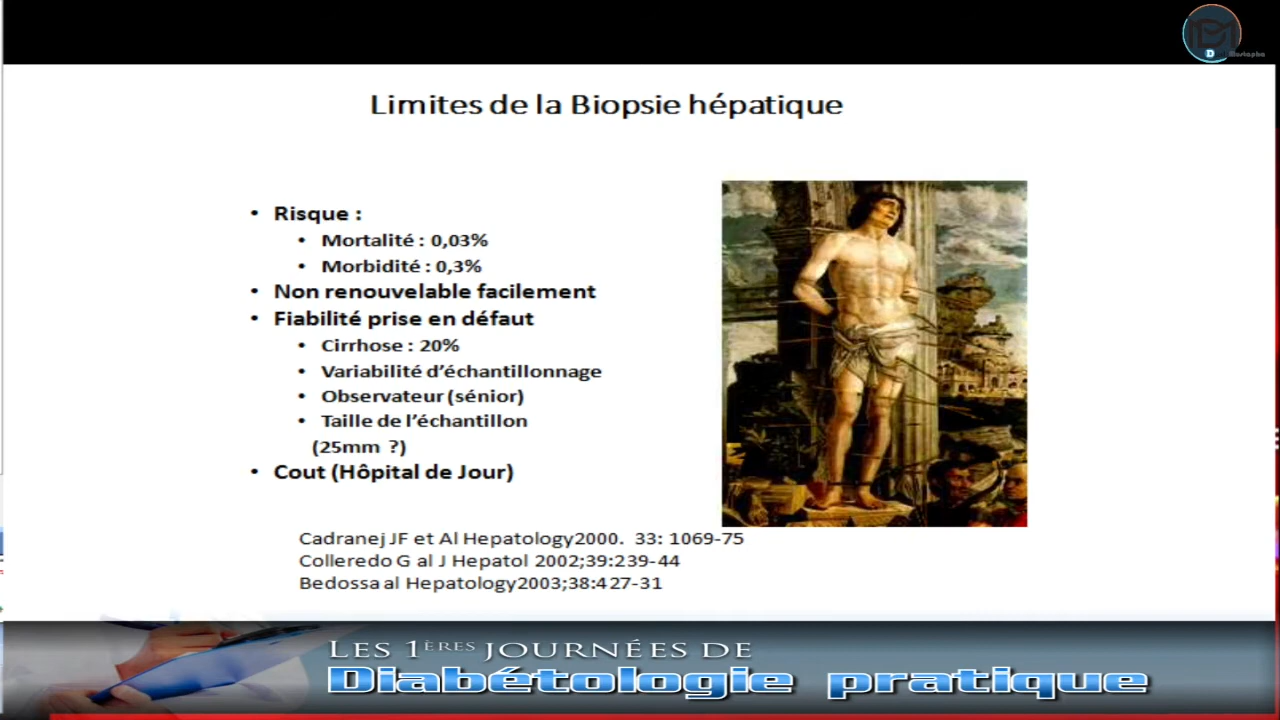 Limites de la Biopsie hépatique
• Risque :
• Mortalité : 0,03%
• Morbidité : 0,3%
• Non renouvelable facilement
• Fiabilité prise en défaut
• Cirrhose : 20%
• Variabilité d'échantillonnage
• Observateur (sénior)
• Taille de l'échantillon
(25mm ?)
• Cout (Hôpital de Jour)
Cadranej JF et Al Hepatology2000. 33: 1069-75
Colleredo G al J Hepatol 2002;39:239-44
Bedossa al Hepatology2003;38:427-31
LES 1ÈRES JOURNÉES DE
Diabétologie pratique